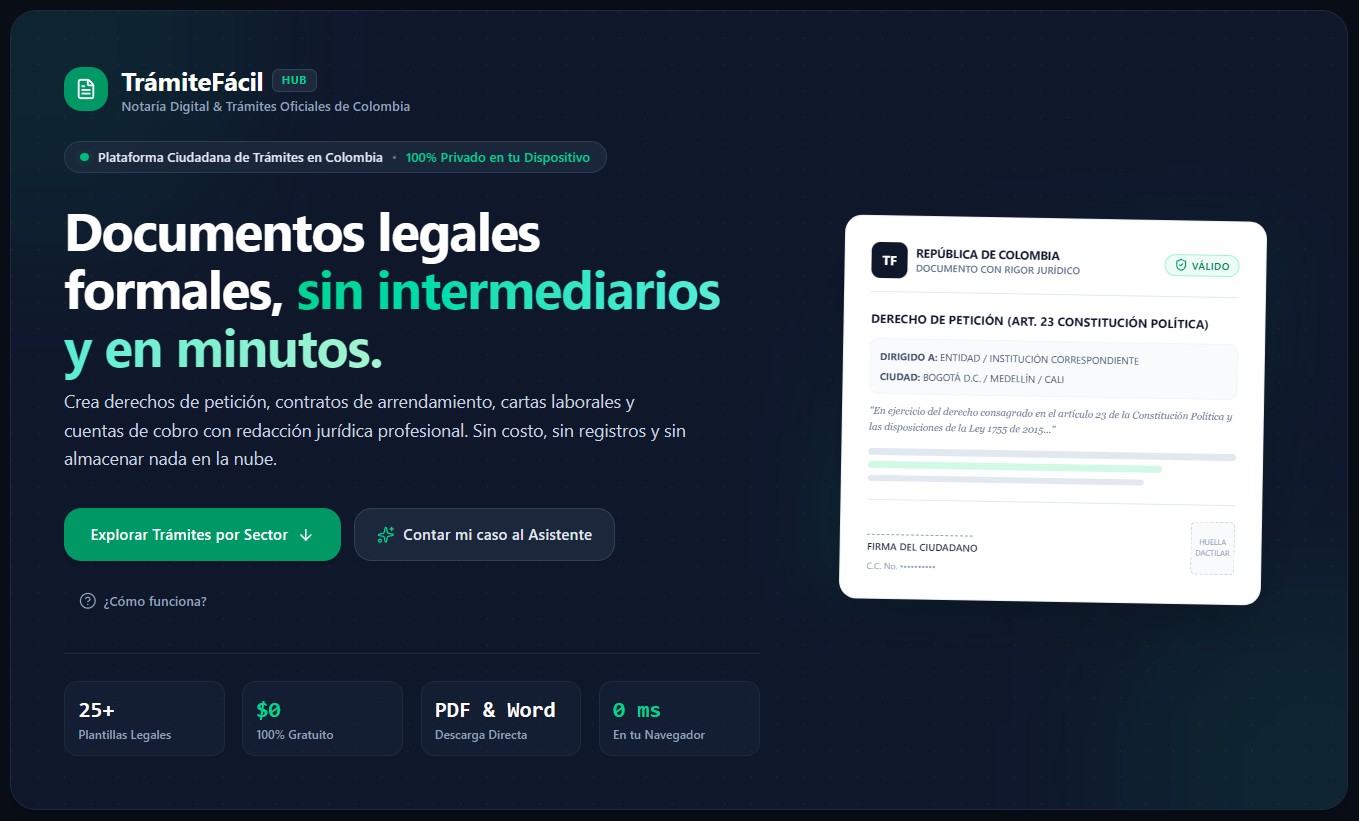 TrámiteFácil HUB
Notaría Digital & Trámites Oficiales de Colombia
Plataforma Ciudadana de Trámites en Colombia • 100% Privado en tu Dispositivo
Documentos legales
formales, sin intermediarios
y en minutos.
Crea derechos de petición, contratos de arrendamiento, cartas laborales y
cuentas de cobro con redacción jurídica profesional. Sin costo, sin registros y sin
almacenar nada en la nube.
Explorar Trámites por Sector ↓
Contar mi caso al Asistente
¿Cómo funciona?
25+
Plantillas Legales
$0
100% Gratuito
PDF & Word
Descarga Directa
0 ms
En tu Navegador
TF
REPÚBLICA DE COLOMBIA
DOCUMENTO CON RIGOR JURÍDICO
VÁLIDO
DERECHO DE PETICIÓN (ART. 23 CONSTITUCIÓN POLÍTICA)
DIRIGIDO A: ENTIDAD / INSTITUCIÓN CORRESPONDIENTE
CIUDAD: BOGOTÁ D.C. / MEDELLÍN / CALI
"En ejercicio del derecho consagrado en el artículo 23 de la Constitución Política y
las disposiciones de la Ley 1755 de 2015..."
FIRMA DEL CIUDADANO
C.C. No. ••••••••••
HUELLA
DACTILAR